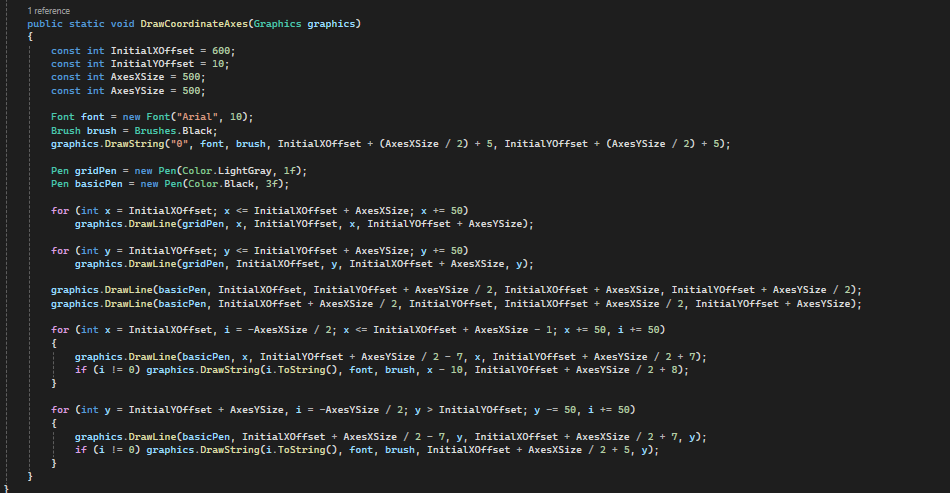 1 reference
public static void DrawCoordinateAxes(Graphics graphics)
{
const int InitialXOffset = 600;
const int InitialYOffset = 10;
const int AxesXSize = 500;
const int AxesYSize = 500;
Font font = new Font("Arial", 10);
Brush brush = Brushes.Black;
graphics.DrawString("0", font, brush, InitialXOffset + (AxesXSize / 2) + 5, InitialYOffset + (AxesYSize / 2) + 5);
Pen gridPen = new Pen(Color.LightGray, 1f);
Pen basicPen = new Pen(Color.Black, 3f);
for (int x = InitialXOffset; x <= InitialXOffset + AxesXSize; x += 50)
graphics.DrawLine(gridPen, x, InitialYOffset, x, InitialYOffset + AxesYSize);
for (int y = InitialYOffset; y <= InitialYOffset + AxesYSize; y += 50)
graphics.DrawLine(gridPen, InitialXOffset, y, InitialXOffset + AxesXSize, y);
graphics.DrawLine(basicPen, InitialXOffset, InitialYOffset + AxesYSize / 2, InitialXOffset + AxesXSize, InitialYOffset + AxesYSize / 2);
graphics.DrawLine(basicPen, InitialXOffset + AxesXSize / 2, InitialYOffset, InitialXOffset + AxesXSize / 2, InitialYOffset + AxesYSize);
for (int x = InitialXOffset, i = -AxesXSize / 2; x <= InitialXOffset + AxesXSize - 1; x += 50, i += 50)
{
graphics.DrawLine(basicPen, x, InitialYOffset + AxesYSize / 2 - 7, x, InitialYOffset + AxesYSize / 2 + 7);
if (i != 0) graphics.DrawString(i.ToString(), font, brush, x - 10, InitialYOffset + AxesYSize / 2 + 8);
}
for (int y = InitialYOffset + AxesYSize, i = -AxesYSize / 2; y > InitialYOffset; y -= 50, i += 50)
{
graphics.DrawLine(basicPen, InitialXOffset + AxesXSize / 2 - 7, y, InitialXOffset + AxesXSize / 2 + 7, y);
if (i != 0) graphics.DrawString(i.ToString(), font, brush, InitialXOffset + AxesXSize / 2 + 5, y);
}
}
}